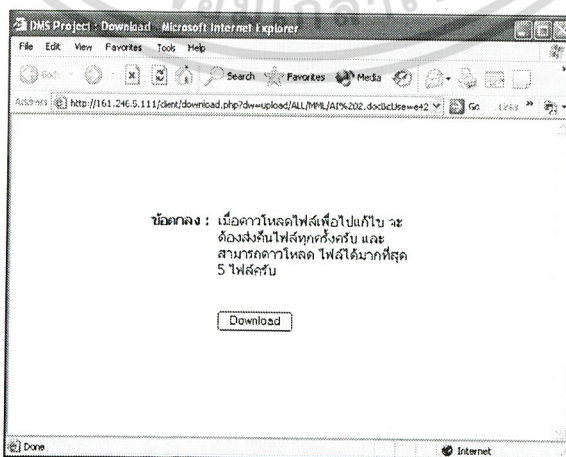 DMS Project : Download - Microsoft Internet Explorer
File Edit View Favorites Tools Help
Search Favorites Media
Address http://161.246.5.111/client/download.php?dw=upload/ALL/MML/AI%202.doc&cUse=e42 Go Links »
ข้อตกลง : เมื่อดาวโหลดไฟล์เพื่อไปแก้ไข จะ
ต้องส่งคืนไฟล์ทุกครั้งครับ และ
สามารถดาวโหลด ไฟล์ได้มากที่สุด
5 ไฟล์ครับ
Download
Done Internet